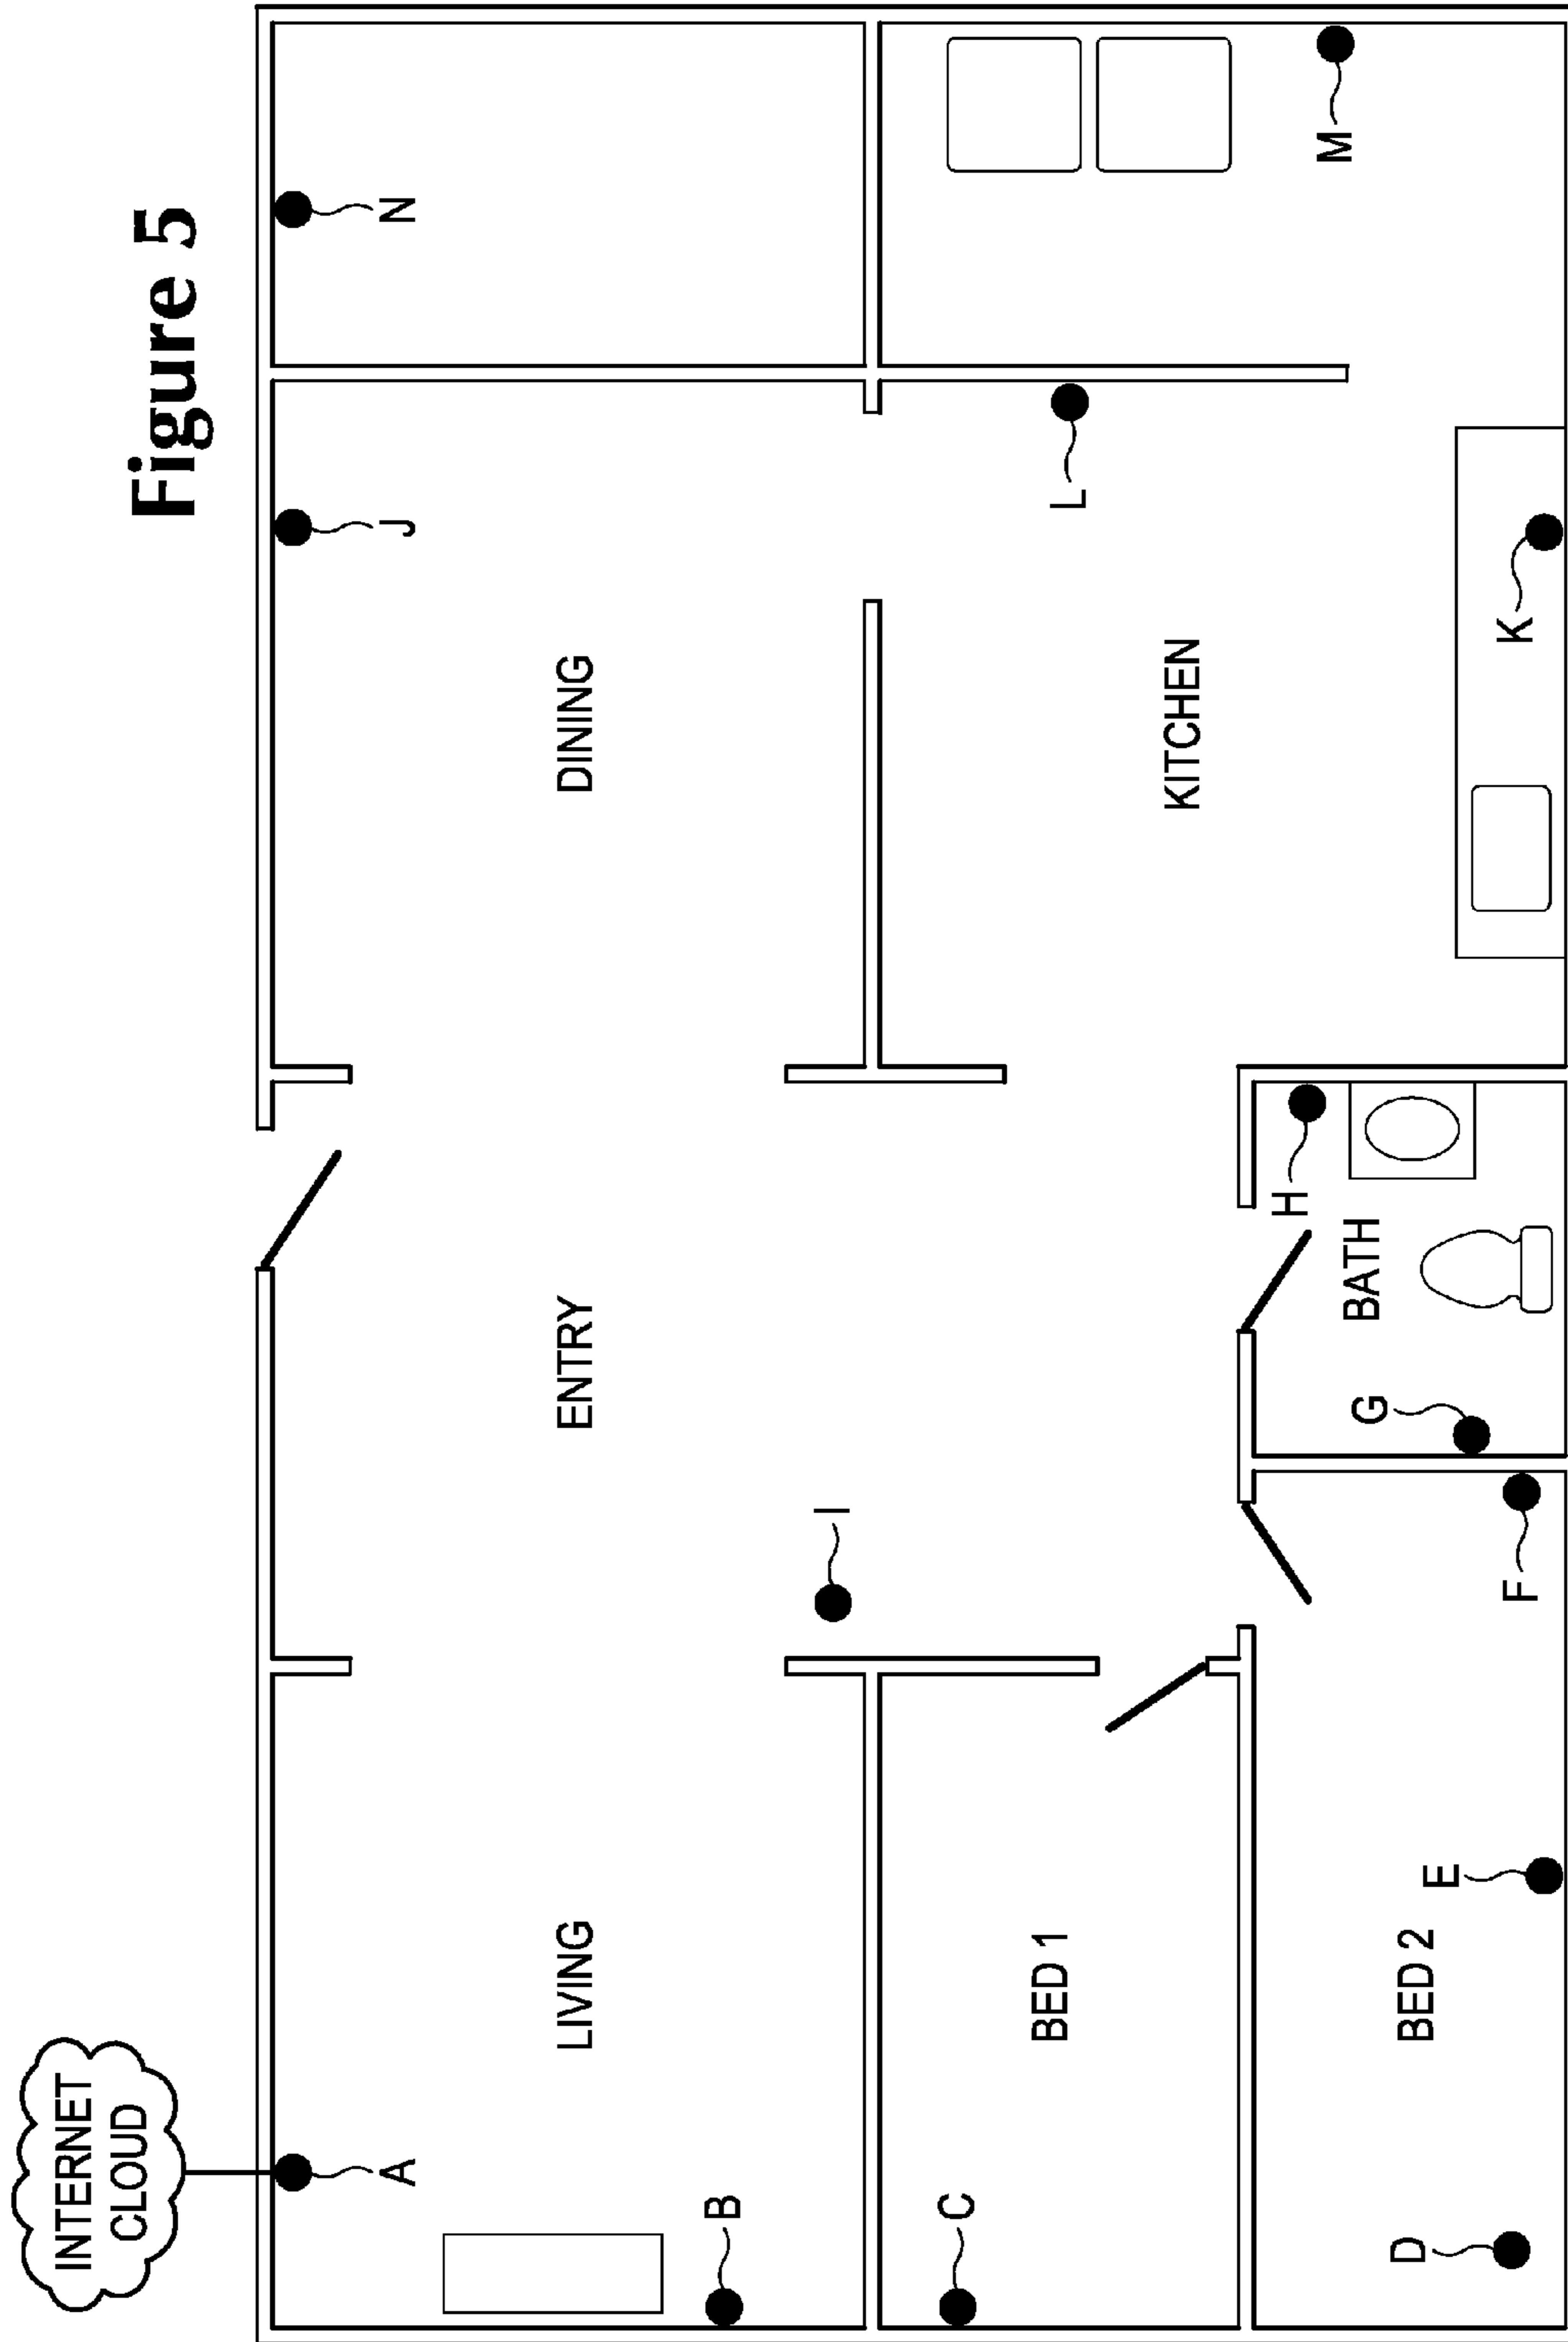 Figure 5
INTERNET
CLOUD
A
J
N
LIVING
ENTRY
DINING
B
I
C
BED 1
L
KITCHEN
H
M
BATH
G
D
BED 2
E
F
K